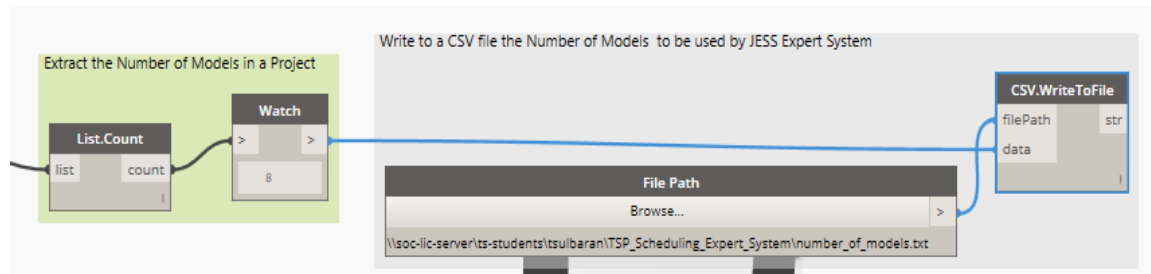 Write to a CSV file the Number of Models to be used by JESS Expert System
Extract the Number of Models in a Project
CSV.WriteToFile
Watch
filePath
str
List.Count
>
>
data
list
count
8
File Path
Browse...
>
\\soc-lic-server\ts-students\tsulbaran\TSP_Scheduling_Expert_System\number_of_models.txt